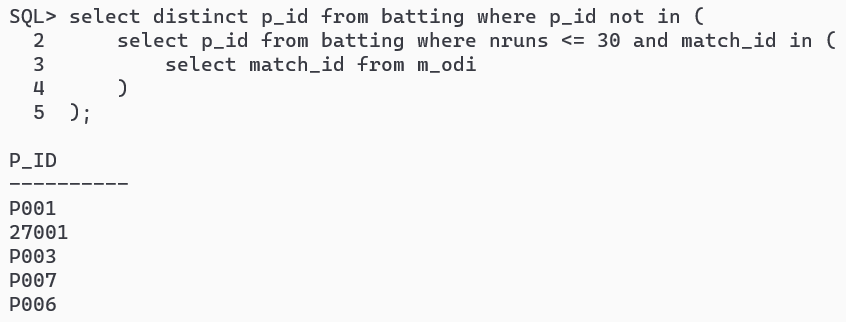 SQL> select distinct p_id from batting where p_id not in (
  2      select p_id from batting where nruns <= 30 and match_id in (
  3          select match_id from m_odi
  4      )
  5  );

P_ID
----------
P001
27001
P003
P007
P006